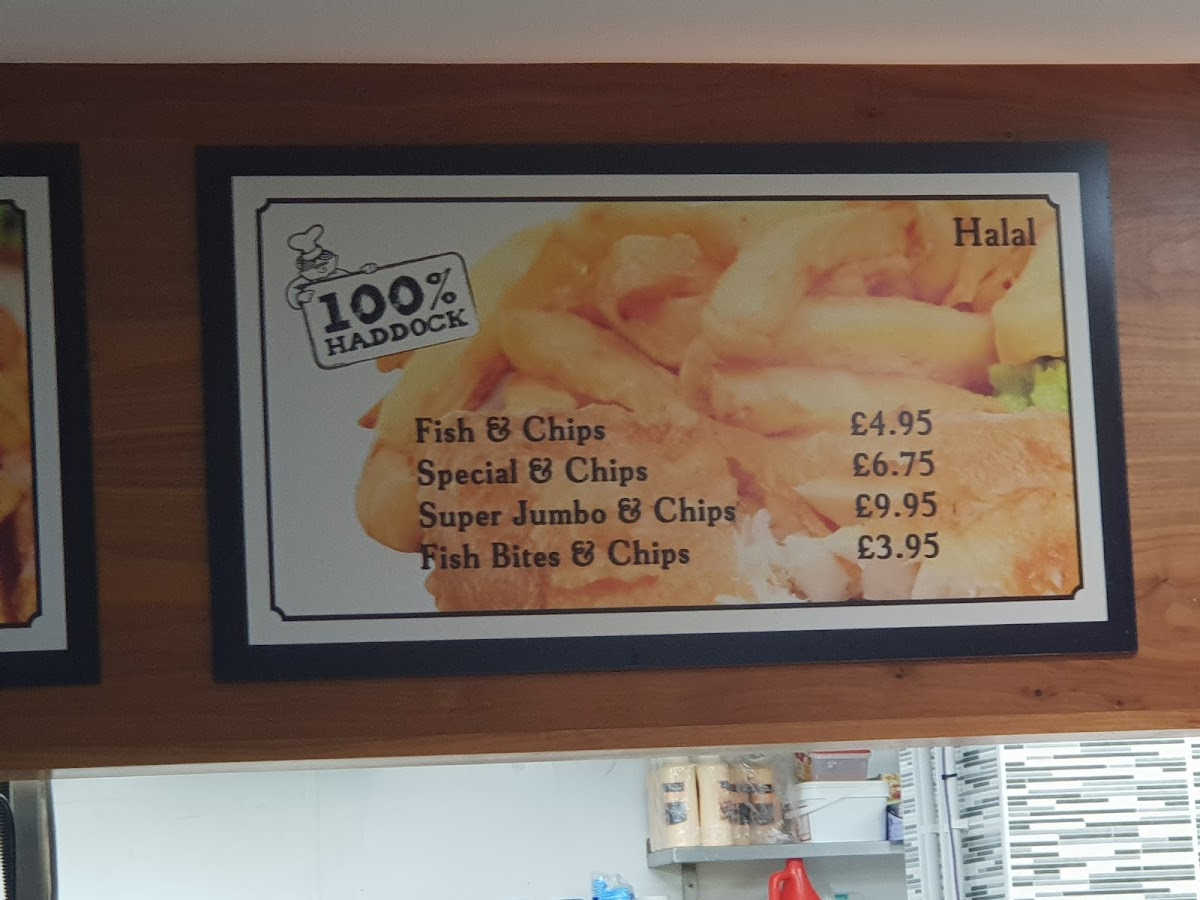 Halal
100%
HADDOCK
Fish & Chips £4.95
Special & Chips £6.75
Super Jumbo & Chips £9.95
Fish Bites & Chips £3.95